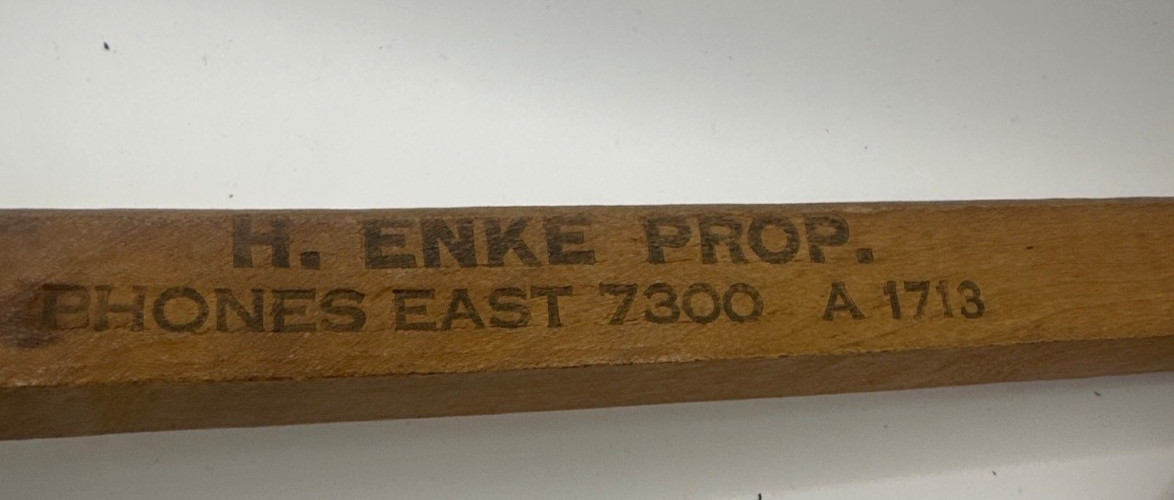 H. ENKE PROP.
PHONES EAST 7300 A 1713